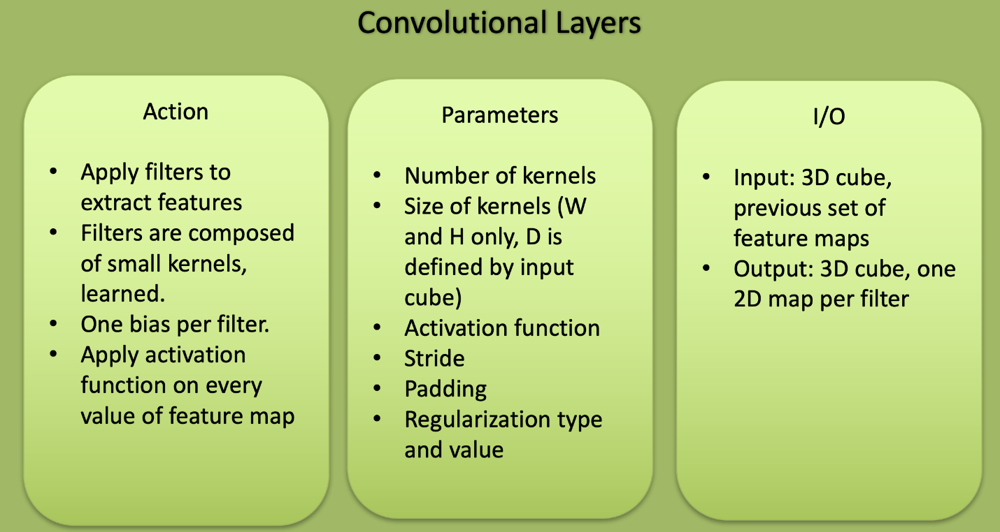 Convolutional Layers
Action
• Apply filters to
extract features
• Filters are composed
of small kernels,
learned.
• One bias per filter.
• Apply activation
function on every
value of feature map
Parameters
• Number of kernels
• Size of kernels (W
and H only, D is
defined by input
cube)
• Activation function
• Stride
• Padding
• Regularization type
and value
I/O
• Input: 3D cube,
previous set of
feature maps
• Output: 3D cube, one
2D map per filter